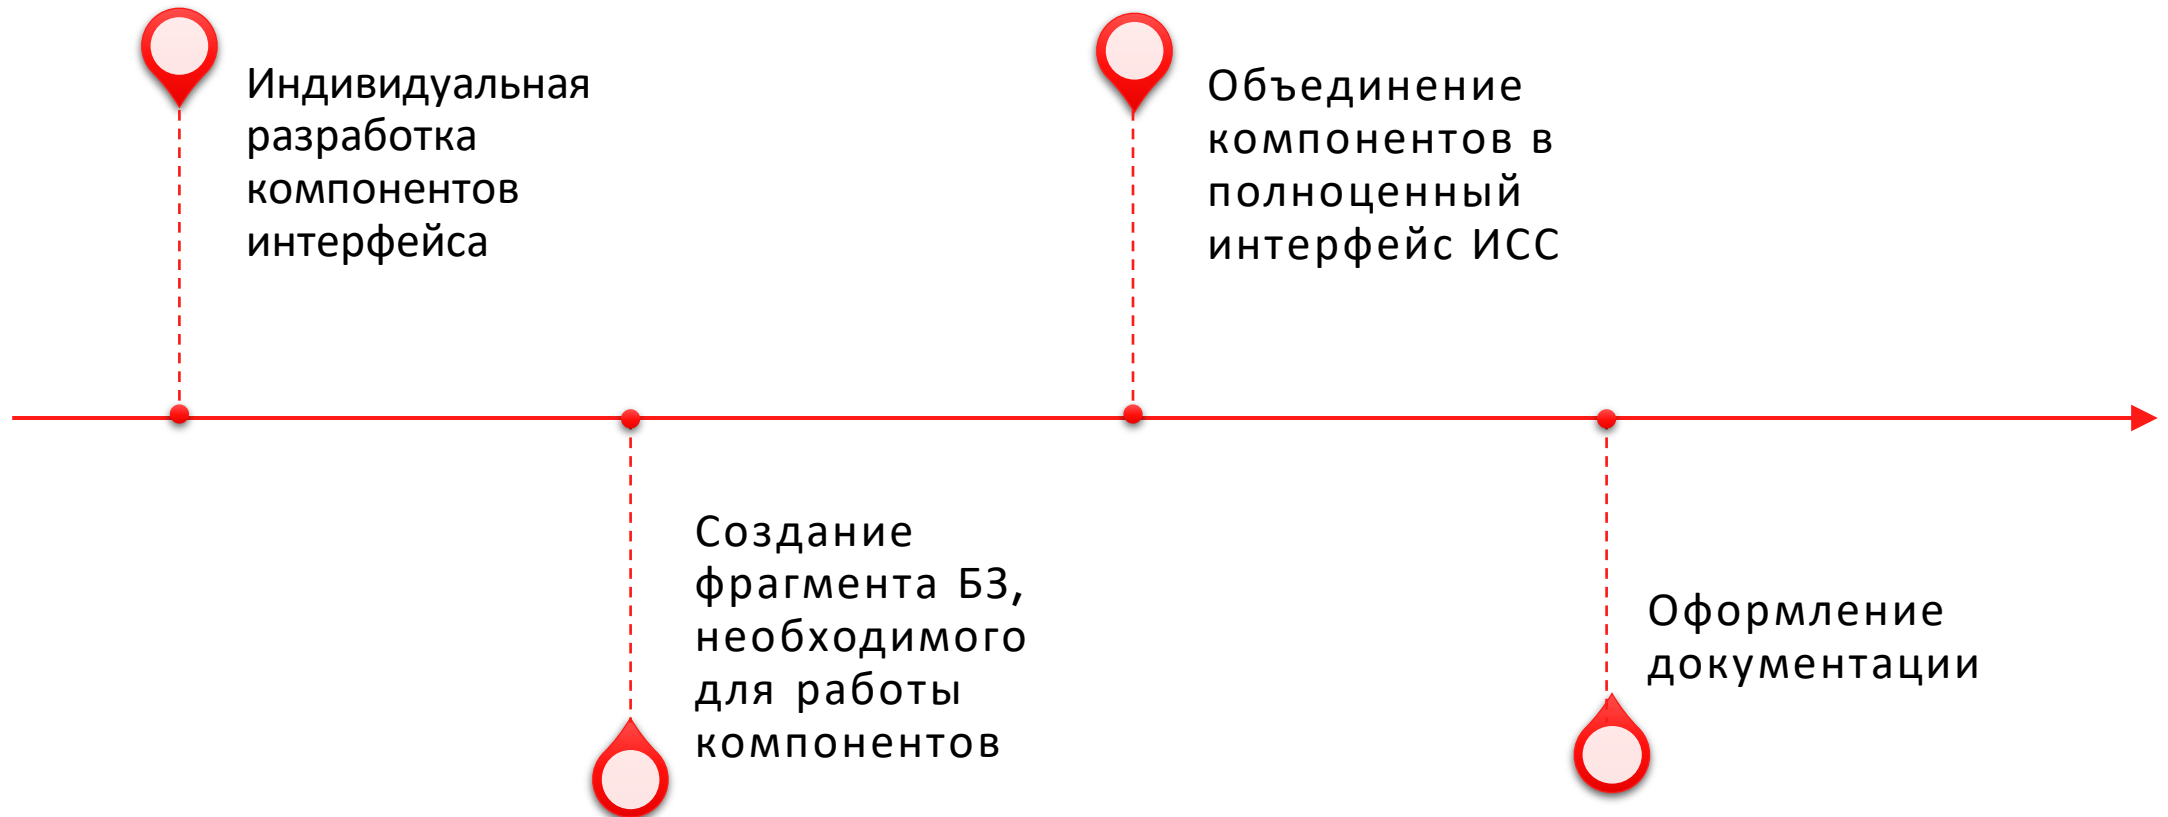 Индивидуальная
разработка
компонентов
интерфейса
Создание
фрагмента БЗ,
необходимого
для работы
компонентов
Объединение
компонентов в
полноценный
интерфейс ИСС
Оформление
документации